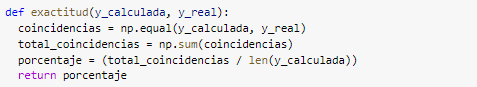 def exactitud(y_calculada, y_real):
  coincidencias = np.equal(y_calculada, y_real)
  total_coincidencias = np.sum(coincidencias)
  porcentaje = (total_coincidencias / len(y_calculada))
  return porcentaje